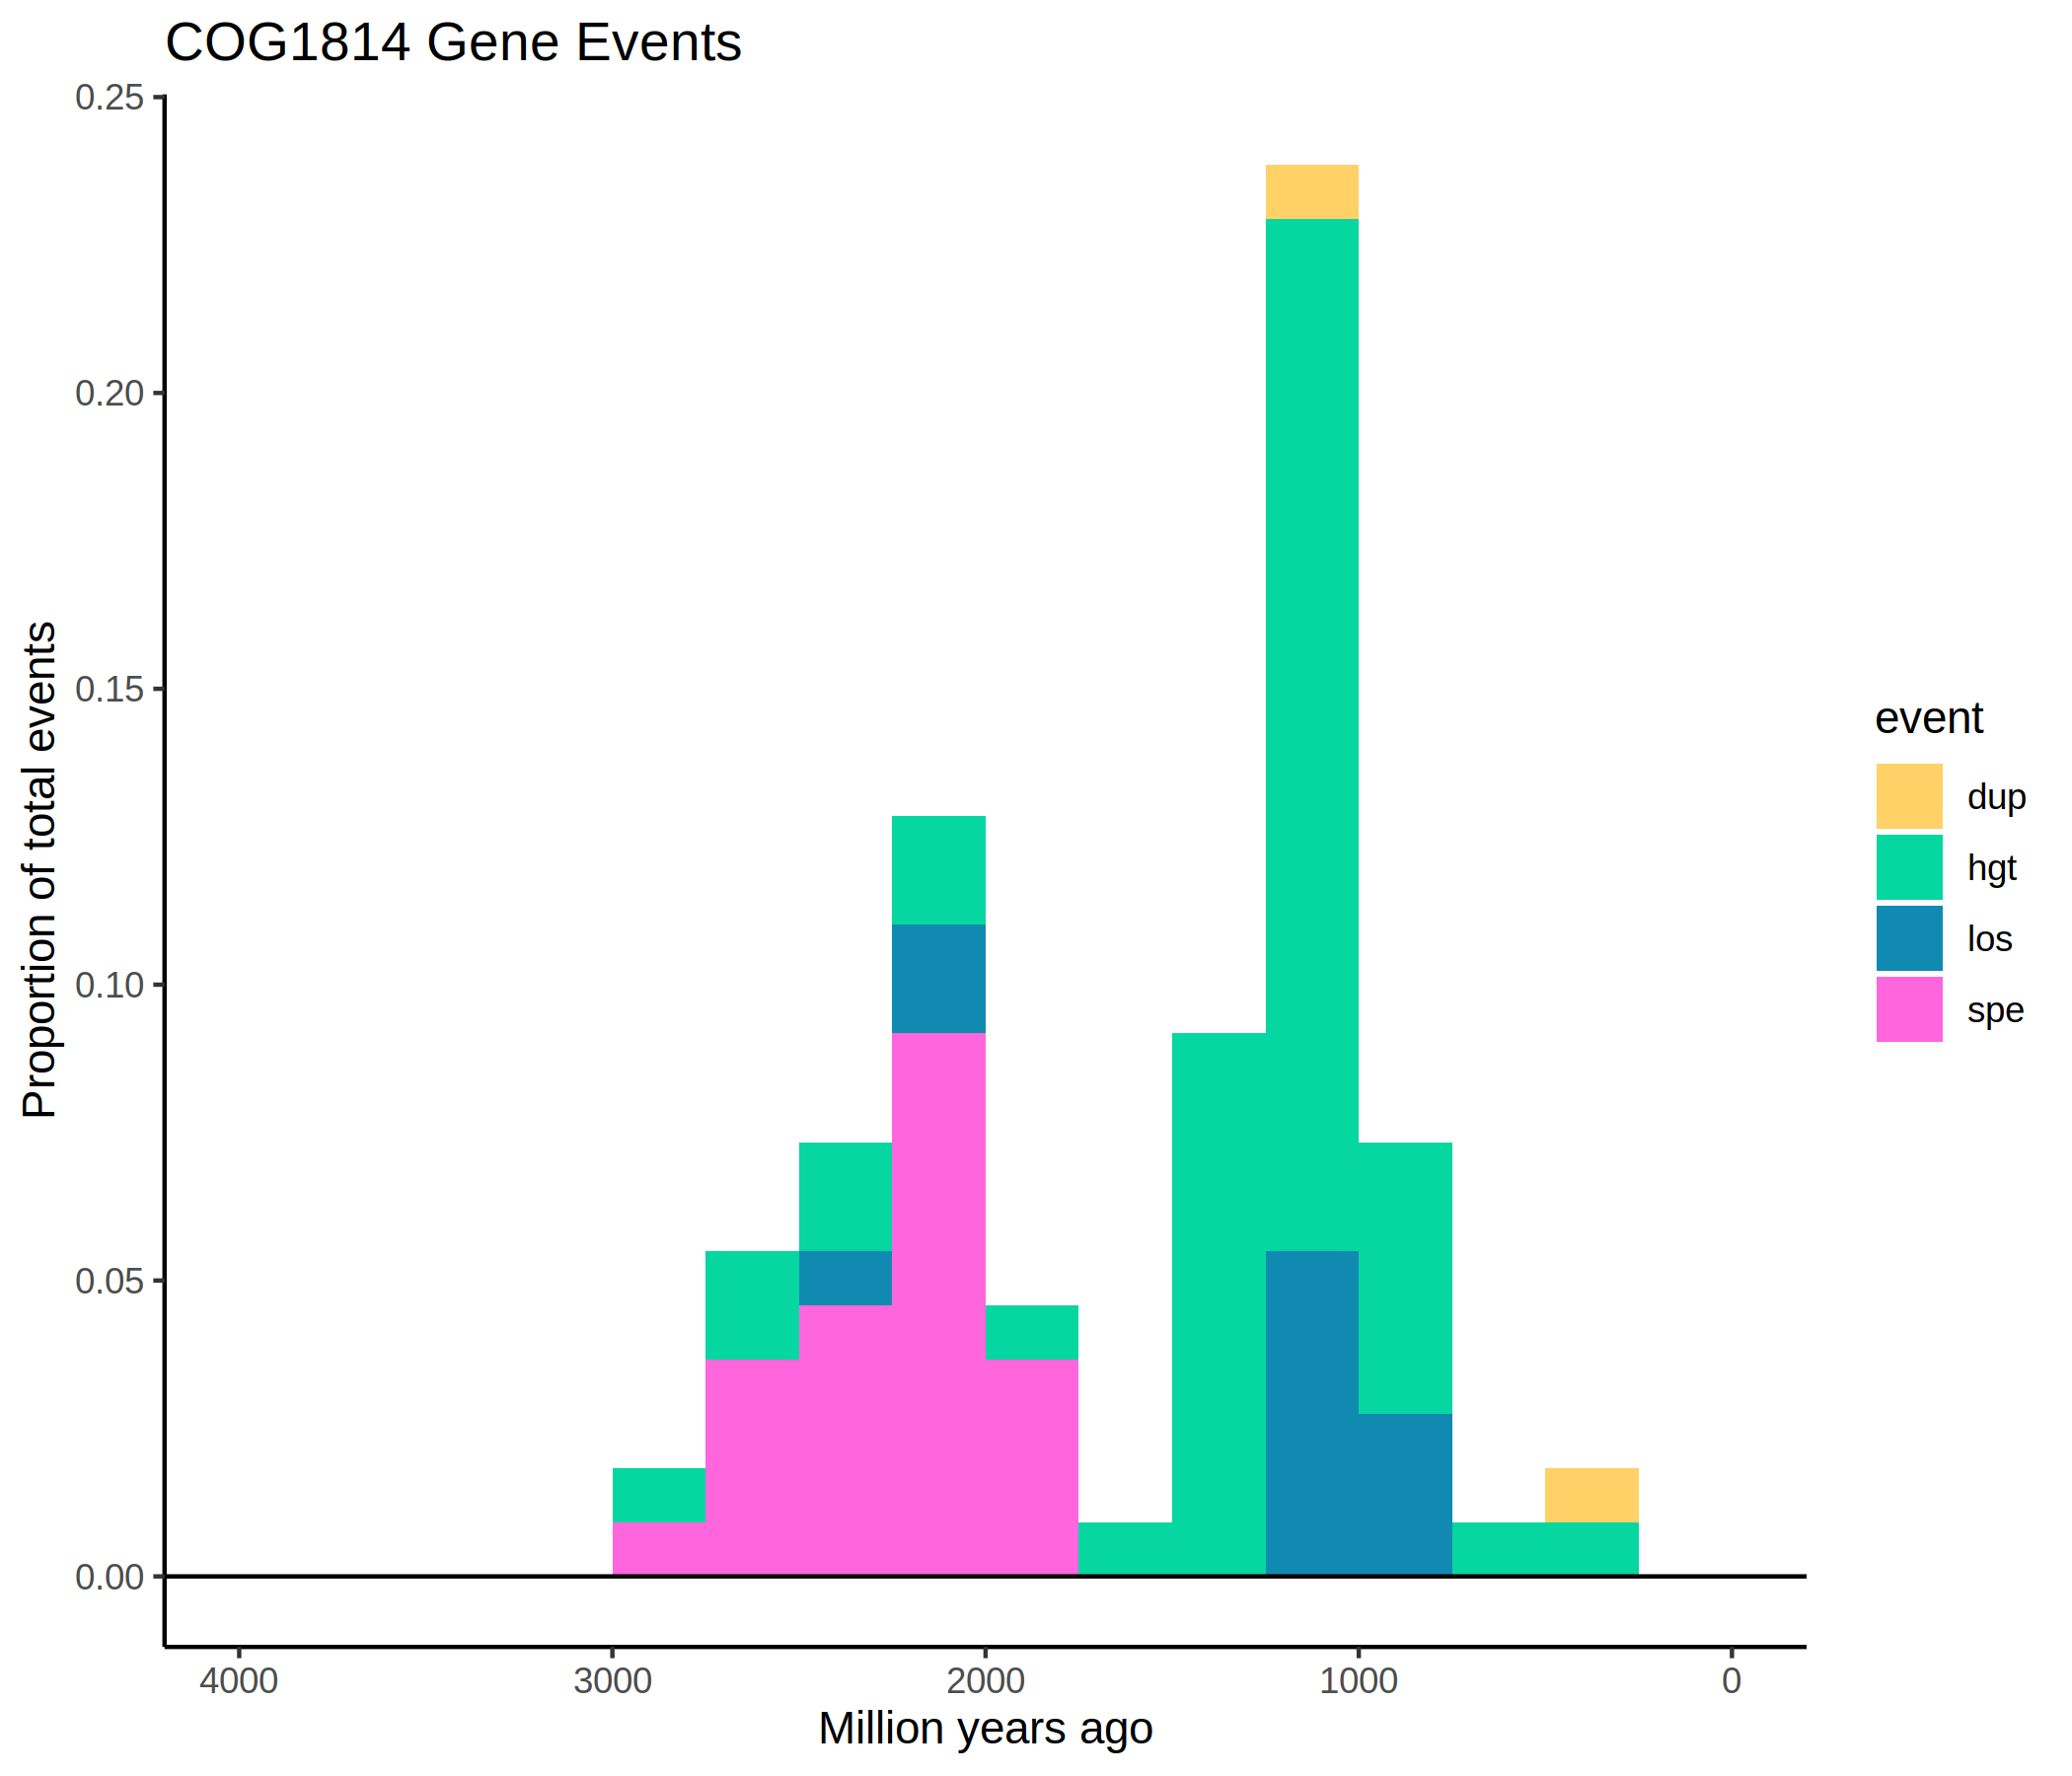 COG1814 Gene Events
0.25
0.20
0.15
0.10
0.05
0.00
Proportion of total events
4000 3000 2000 1000 0
Million years ago
event
dup
hgt
los
spe